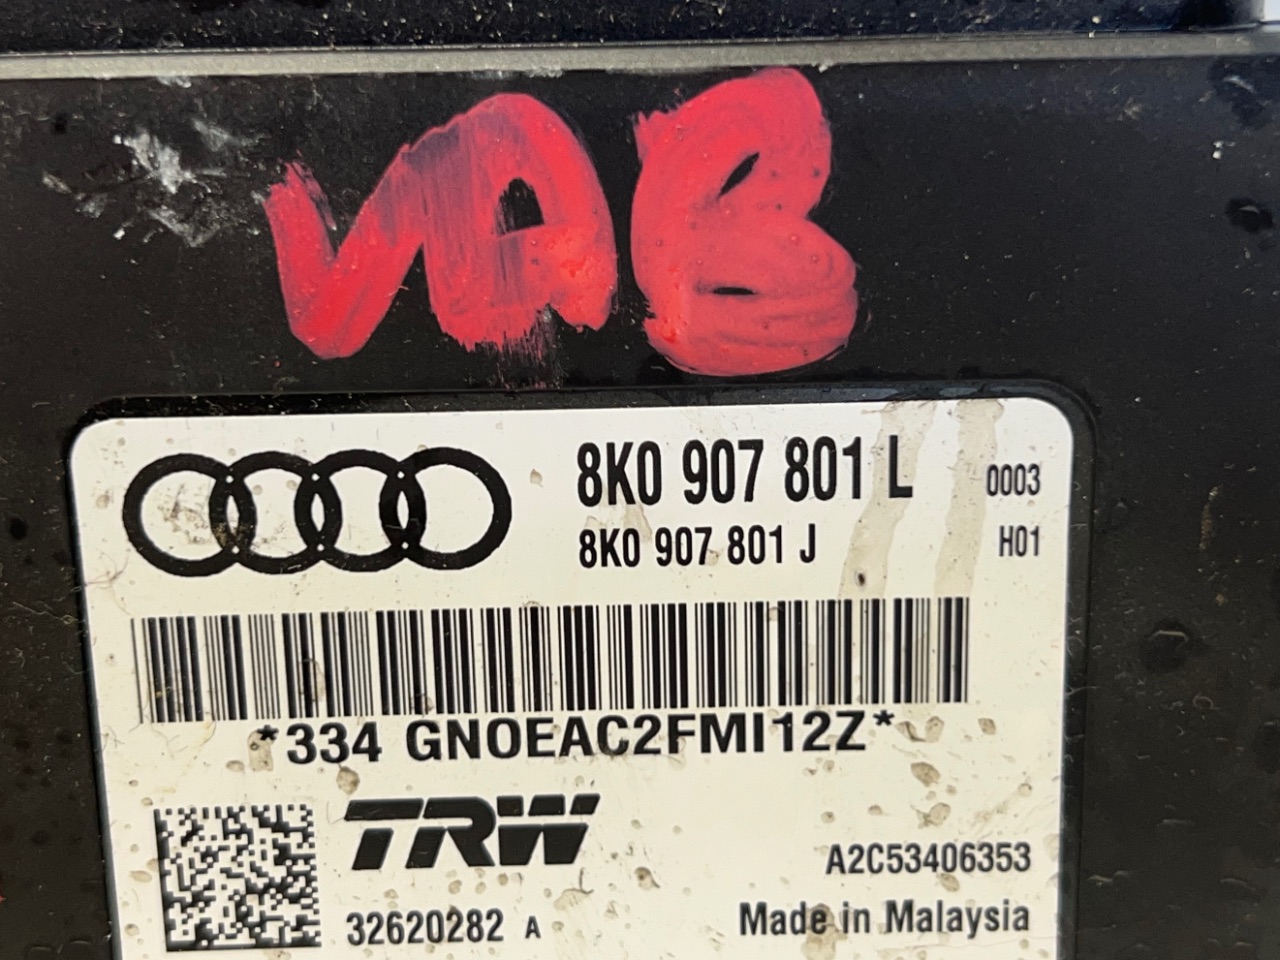 VAB
8K0 907 801 L 0003
8K0 907 801 J H01
*334 GNOEAC2FMI12Z*
TRW
A2C53406353
32620282 A Made in Malaysia